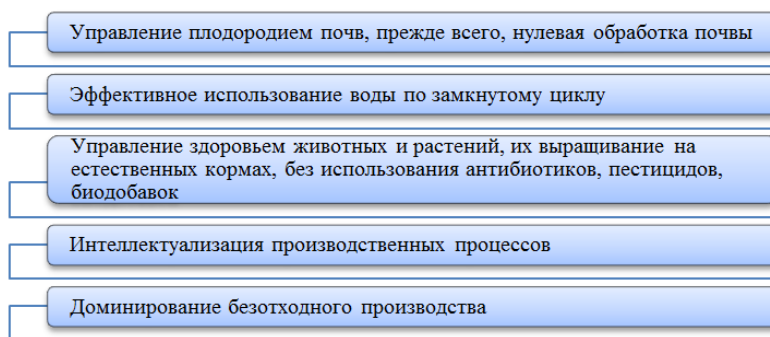 Управление плодородием почв, прежде всего, нулевая обработка почвы
Эффективное использование воды по замкнутому циклу
Управление здоровьем животных и растений, их выращивание на
естественных кормах, без использования антибиотиков, пестицидов,
биодобавок
Интеллектуализация производственных процессов
Доминирование безотходного производства